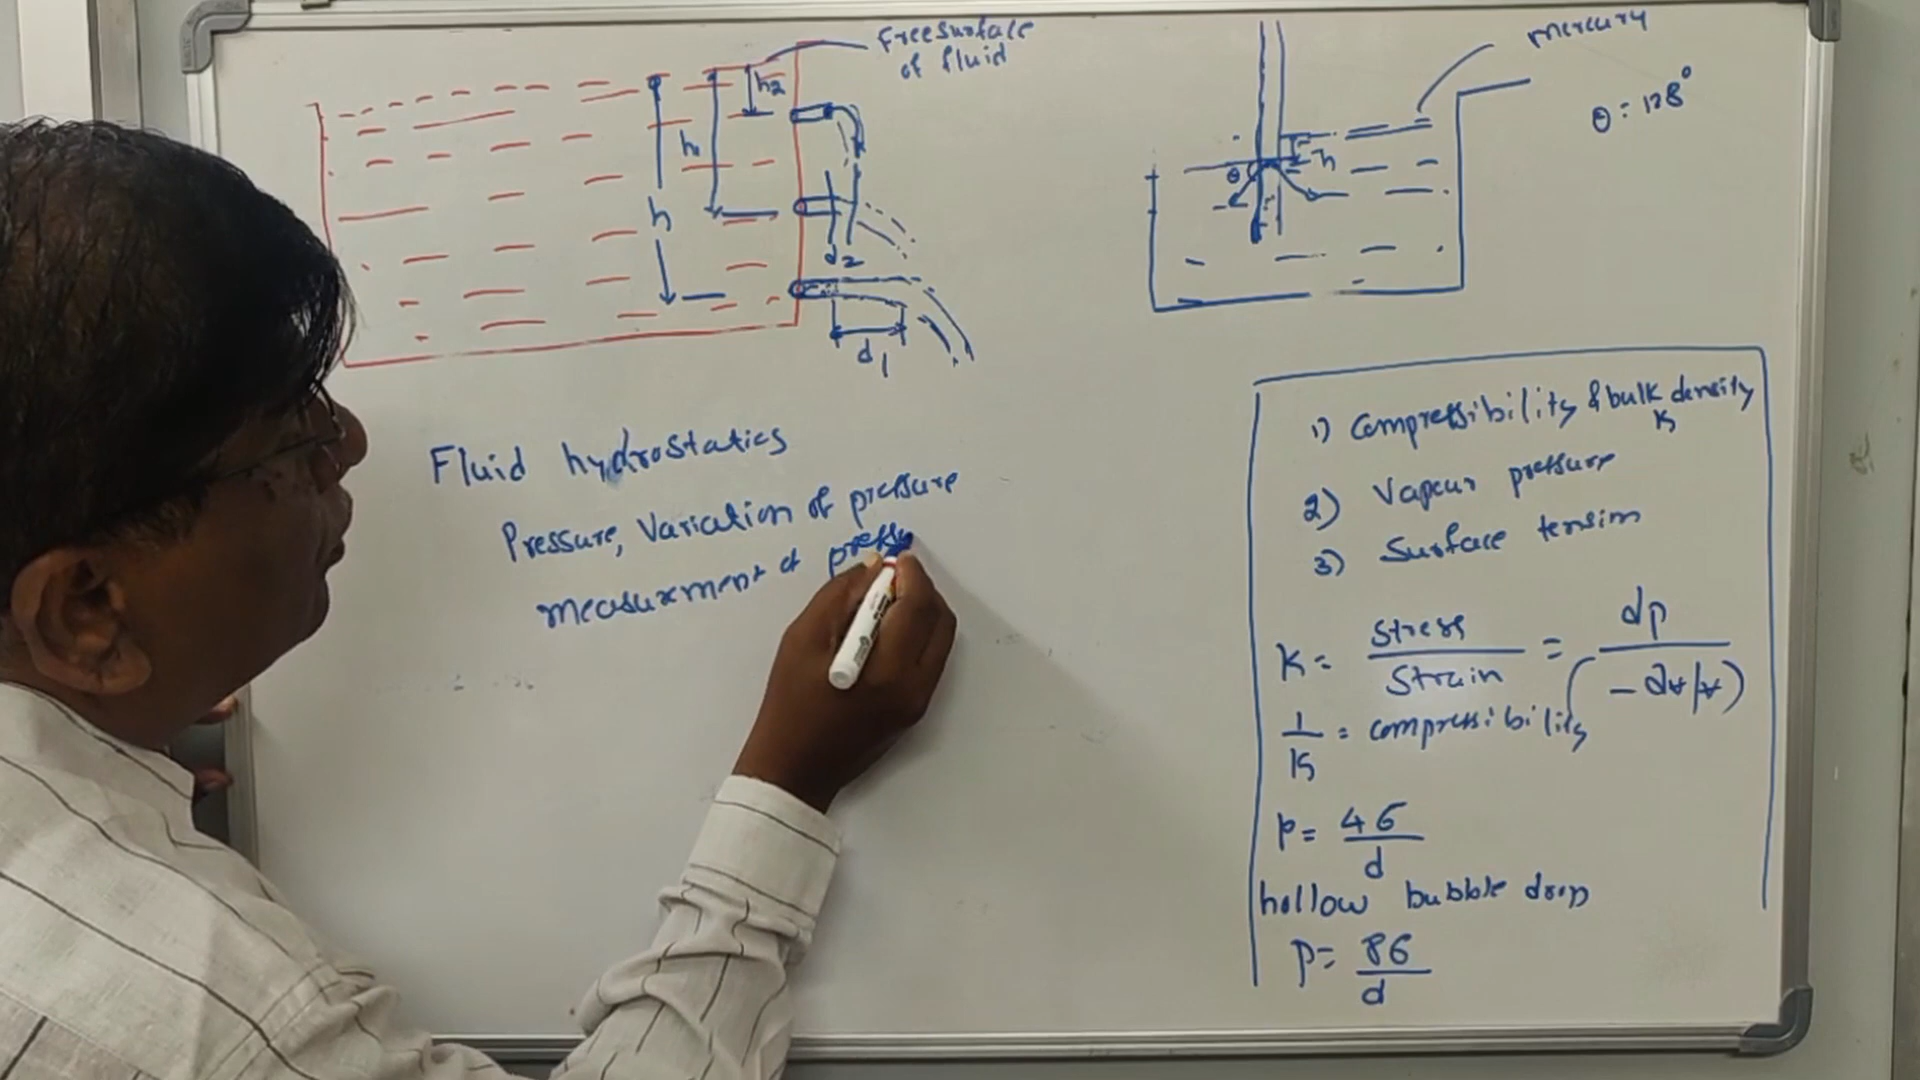 Free surface
of fluid
h2
h1
h
d2
d1
mercury
θ = 128°
h
θ
Fluid hydrostatics
Pressure, Variation of pressure
measurement of pressu
1) Compressibility & bulk density
K
2) Vapour pressure
3) Surface tension
K = Stress / Strain = dp / (- dV/V)
1/K = compressibility
P = 4σ / d
hollow bubble drop
P = 8σ / d